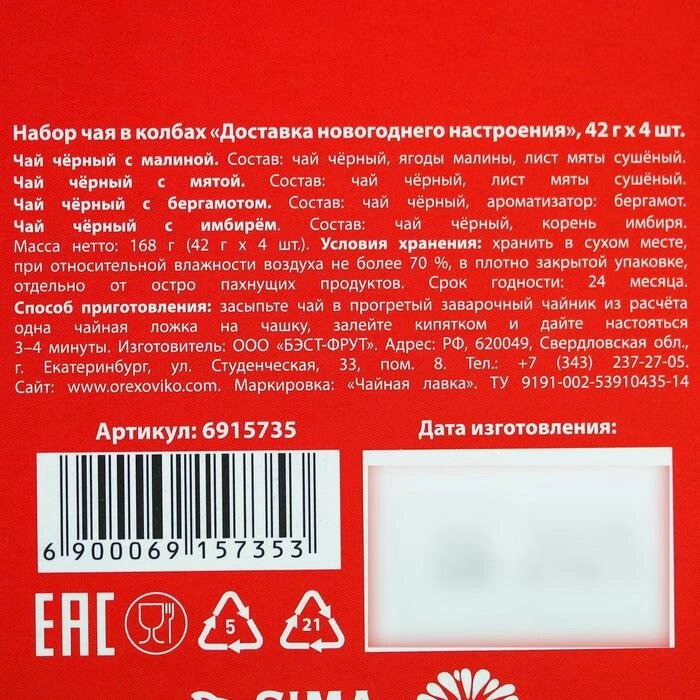 Набор чая в колбах «Доставка новогоднего настроения», 42 г х 4 шт.
Чай чёрный с малиной. Состав: чай чёрный, ягоды малины, лист мяты сушёный.
Чай чёрный с мятой. Состав: чай чёрный, лист мяты сушёный.
Чай чёрный с бергамотом. Состав: чай чёрный, ароматизатор: бергамот.
Чай чёрный с имбирём. Состав: чай чёрный, корень имбиря.
Масса нетто: 168 г (42 г х 4 шт.). Условия хранения: хранить в сухом месте,
при относительной влажности воздуха не более 70 %, в плотно закрытой упаковке,
отдельно от остро пахнущих продуктов. Срок годности: 24 месяца.
Способ приготовления: засыпьте чай в прогретый заварочный чайник из расчёта
одна чайная ложка на чашку, залейте кипятком и дайте настояться
3–4 минуты. Изготовитель: ООО «БЭСТ-ФРУТ». Адрес: РФ, 620049, Свердловская обл.,
г. Екатеринбург, ул. Студенческая, 33, пом. 8. Тел.: +7 (343) 237-27-05.
Сайт: www.orexoviko.com. Маркировка: «Чайная лавка». ТУ 9191-002-53910435-14
Артикул: 6915735
Дата изготовления:
6 900069 157353
EAC
5
21